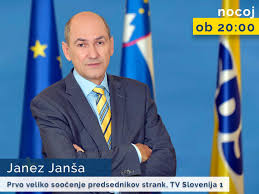 nocoj
ob 20:00
Janez Janša
Prvo veliko soočenje predsednikov strank, TV Slovenija 1